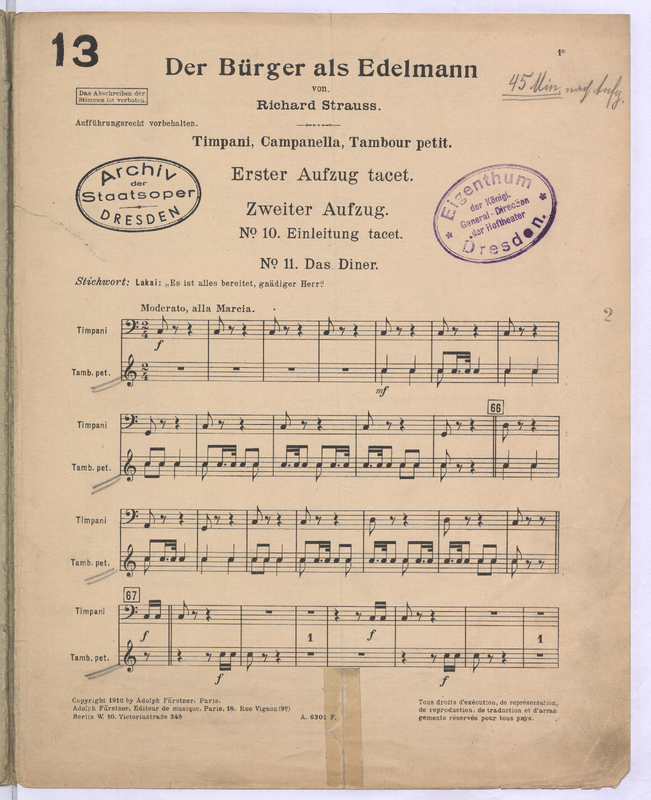 13
1a
Der Bürger als Edelmann
von
Richard Strauss.
45 Min. nach Aufg.
Das Abschreiben der
Stimmen ist verboten.
Aufführungsrecht vorbehalten.
Timpani, Campanella, Tambour petit.
Archiv
der
Staatsoper
DRESDEN
Erster Aufzug tacet.
Eigenthum
der Königl.
General-Direction
der Hoftheater
Dresden.
Zweiter Aufzug.
No 10. Einleitung tacet.
No 11. Das Diner.
Stichwort: Lakai: „Es ist alles bereitet, gnädiger Herr."
2
Moderato, alla Marcia.
Timpani
f
Tamb. pet.
mf
66
Timpani
Tamb. pet.
Timpani
Tamb. pet.
67
Timpani
f
1
f
1
Tamb. pet.
f
f
Copyright 1912 by Adolph Fürstner, Paris.
Adolph Fürstner, Editeur de musique, Paris, 18, Rue Vignon (9e)
Berlin W. 10. Victoriastraße 34a
A. 6301 F.
Tous droits d'exécution, de représentation,
de reproduction, de traduction et d'arran
gements réservés pour tous pays.